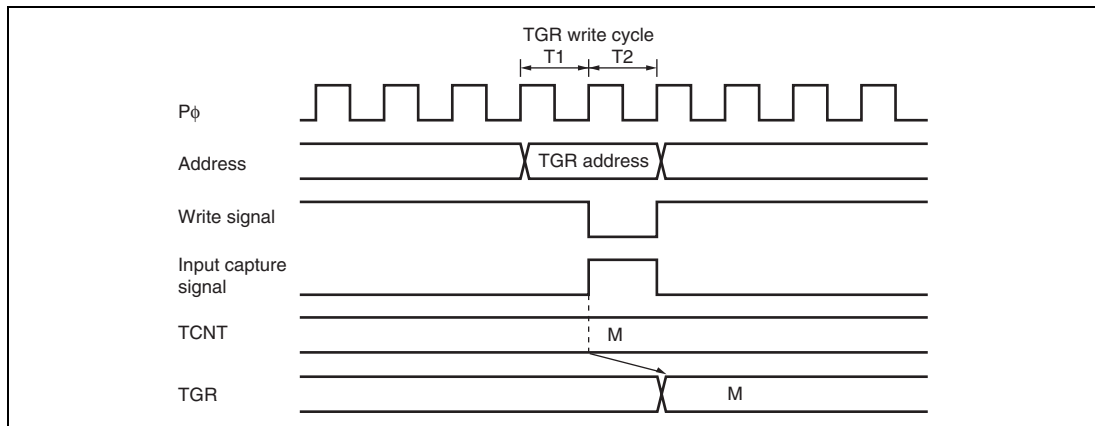 TGR write cycle
T1 T2
Pϕ
Address
TGR address
Write signal
Input capture
signal
TCNT
M
TGR
M